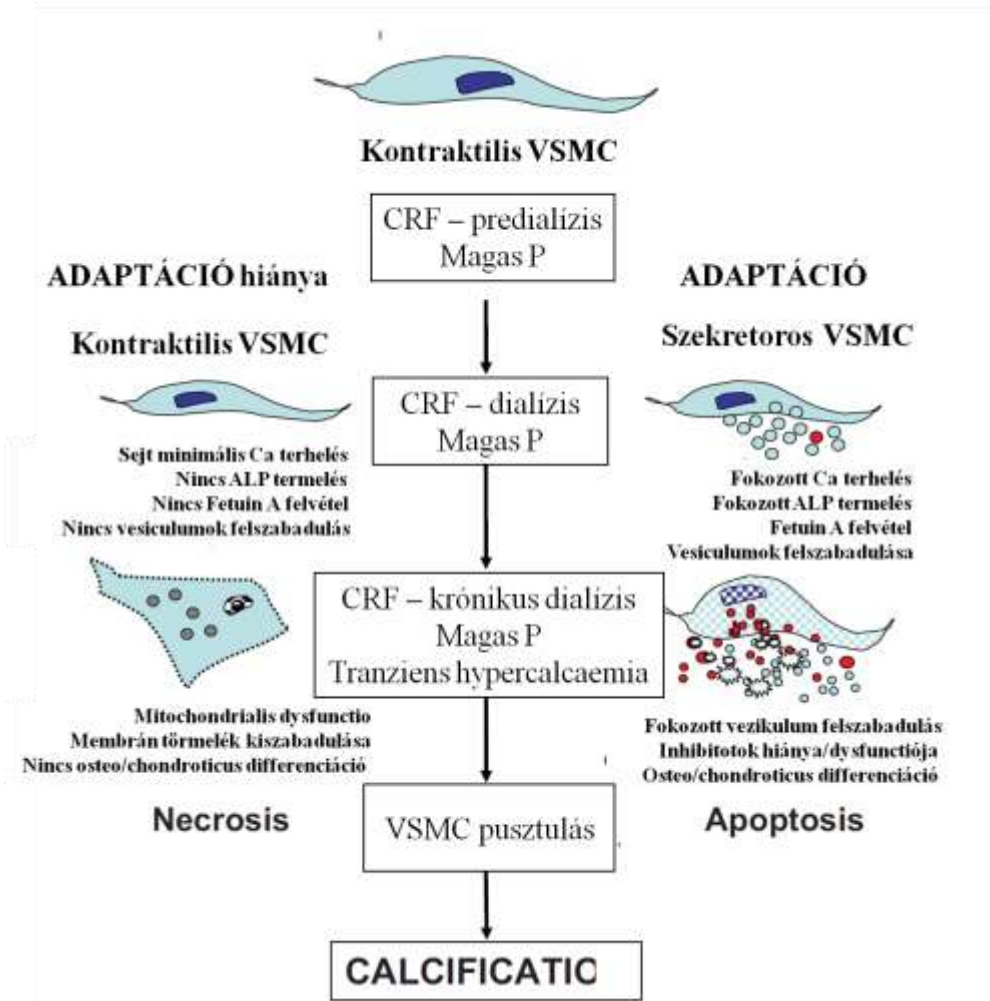 Kontraktilis VSMC
CRF – predialízis
Magas P
ADAPTÁCIÓ hiánya
Kontraktilis VSMC
ADAPTÁCIÓ
Szekretoros VSMC
CRF – dialízis
Magas P
Sejt minimális Ca terhelés
Nincs ALP termelés
Nincs Fetuin A felvétel
Nincs vesiculumok felszabadulás
Fokozott Ca terhelés
Fokozott ALP termelés
Fetuin A felvétel
Vesiculumok felszabadulása
CRF – krónikus dialízis
Magas P
Tranziens hypercalcaemia
Mitochondrialis dysfunctio
Membrán törmelék kiszabadulása
Nincs osteo/chondroticus differenciáció
Necrosis
Fokozott vezikulum felszabadulás
Inhibitotok hiánya/dysfunctiója
Osteo/chondroticus differenciáció
Apoptosis
VSMC pusztulás
CALCIFICATIO